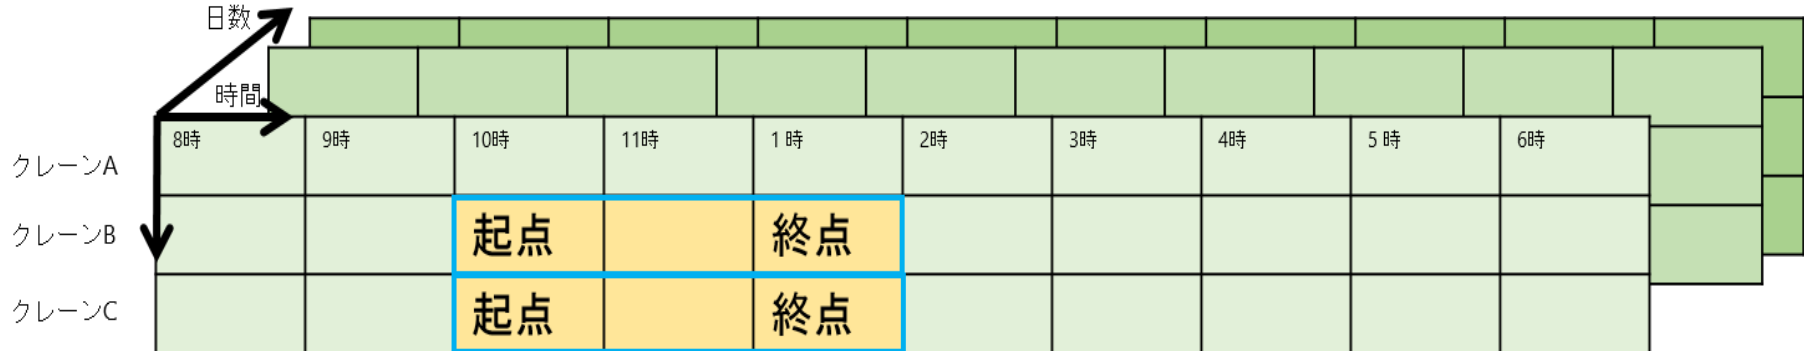 日数
時間
8時 9時 10時 11時 1 時 2時 3時 4時 5 時 6時
クレーンA
クレーンB 起点 終点
クレーンC 起点 終点